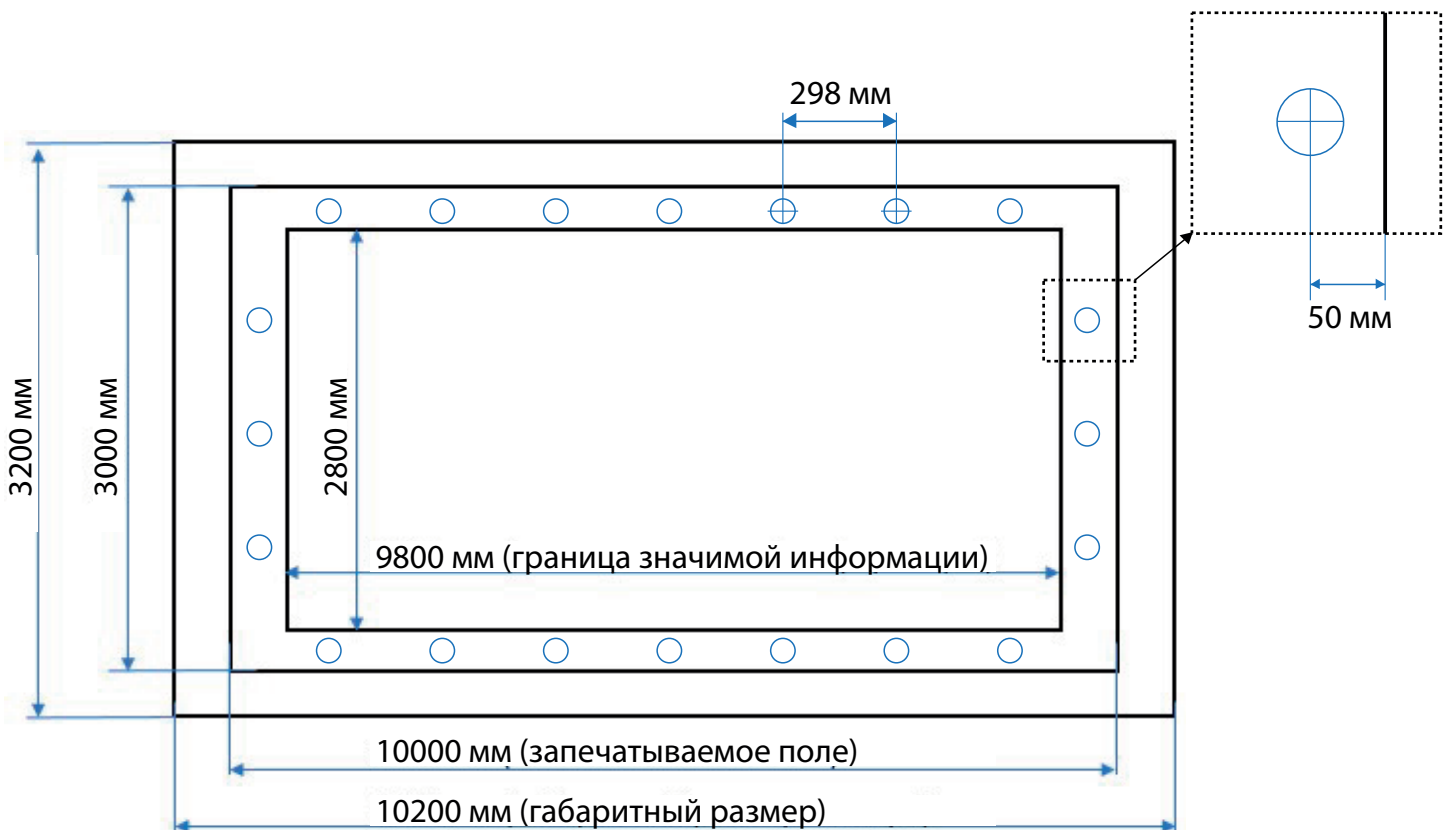 298 мм
50 мм
3200 мм
3000 мм
2800 мм
9800 мм (граница значимой информации)
10000 мм (запечатываемое поле)
10200 мм (габаритный размер)